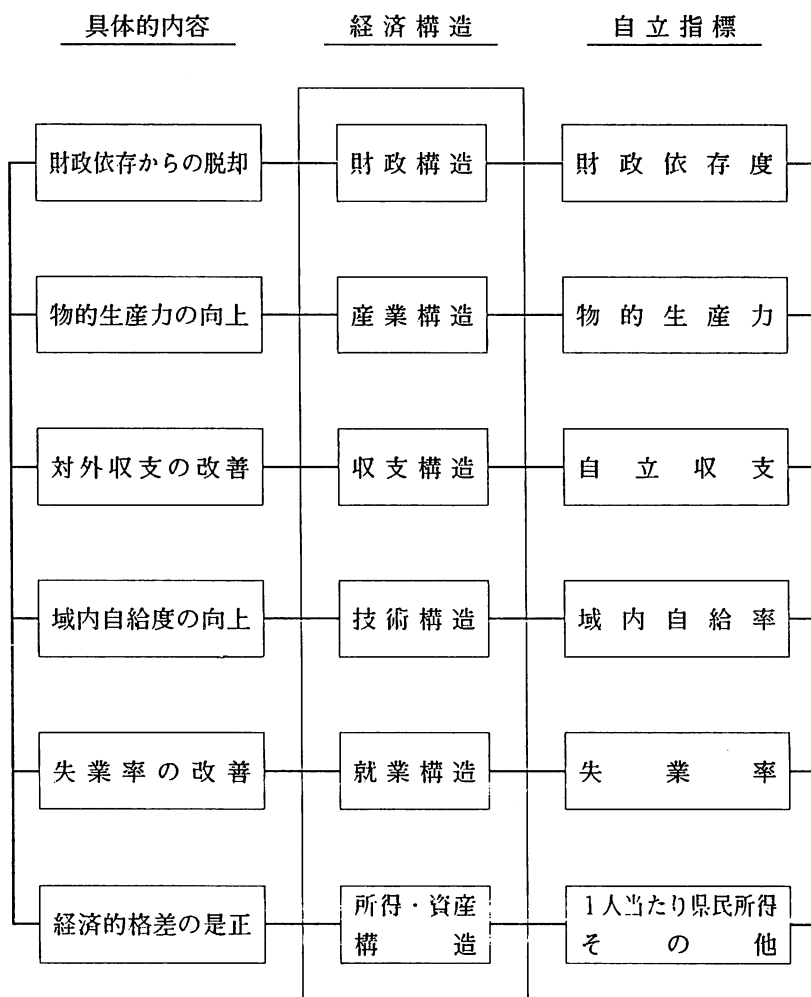 具体的内容 経済構造 自立指標
財政依存からの脱却 財政構造 財政依存度
物的生産力の向上 産業構造 物的生産力
対外収支の改善 収支構造 自立収支
域内自給度の向上 技術構造 域内自給率
失業率の改善 就業構造 失業率
経済的格差の是正 所得・資産 1人当たり県民所得
構造 その他